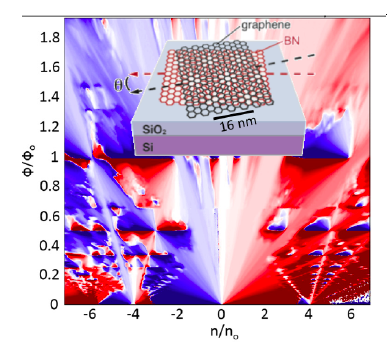 graphene
BN
θ
16 nm
SiO₂
Si
Φ/Φₒ
1.8
1.6
1.4
1.2
1
0.8
0.6
0.4
0.2
0
-6 -4 -2 0 2 4 6
n/nₒ